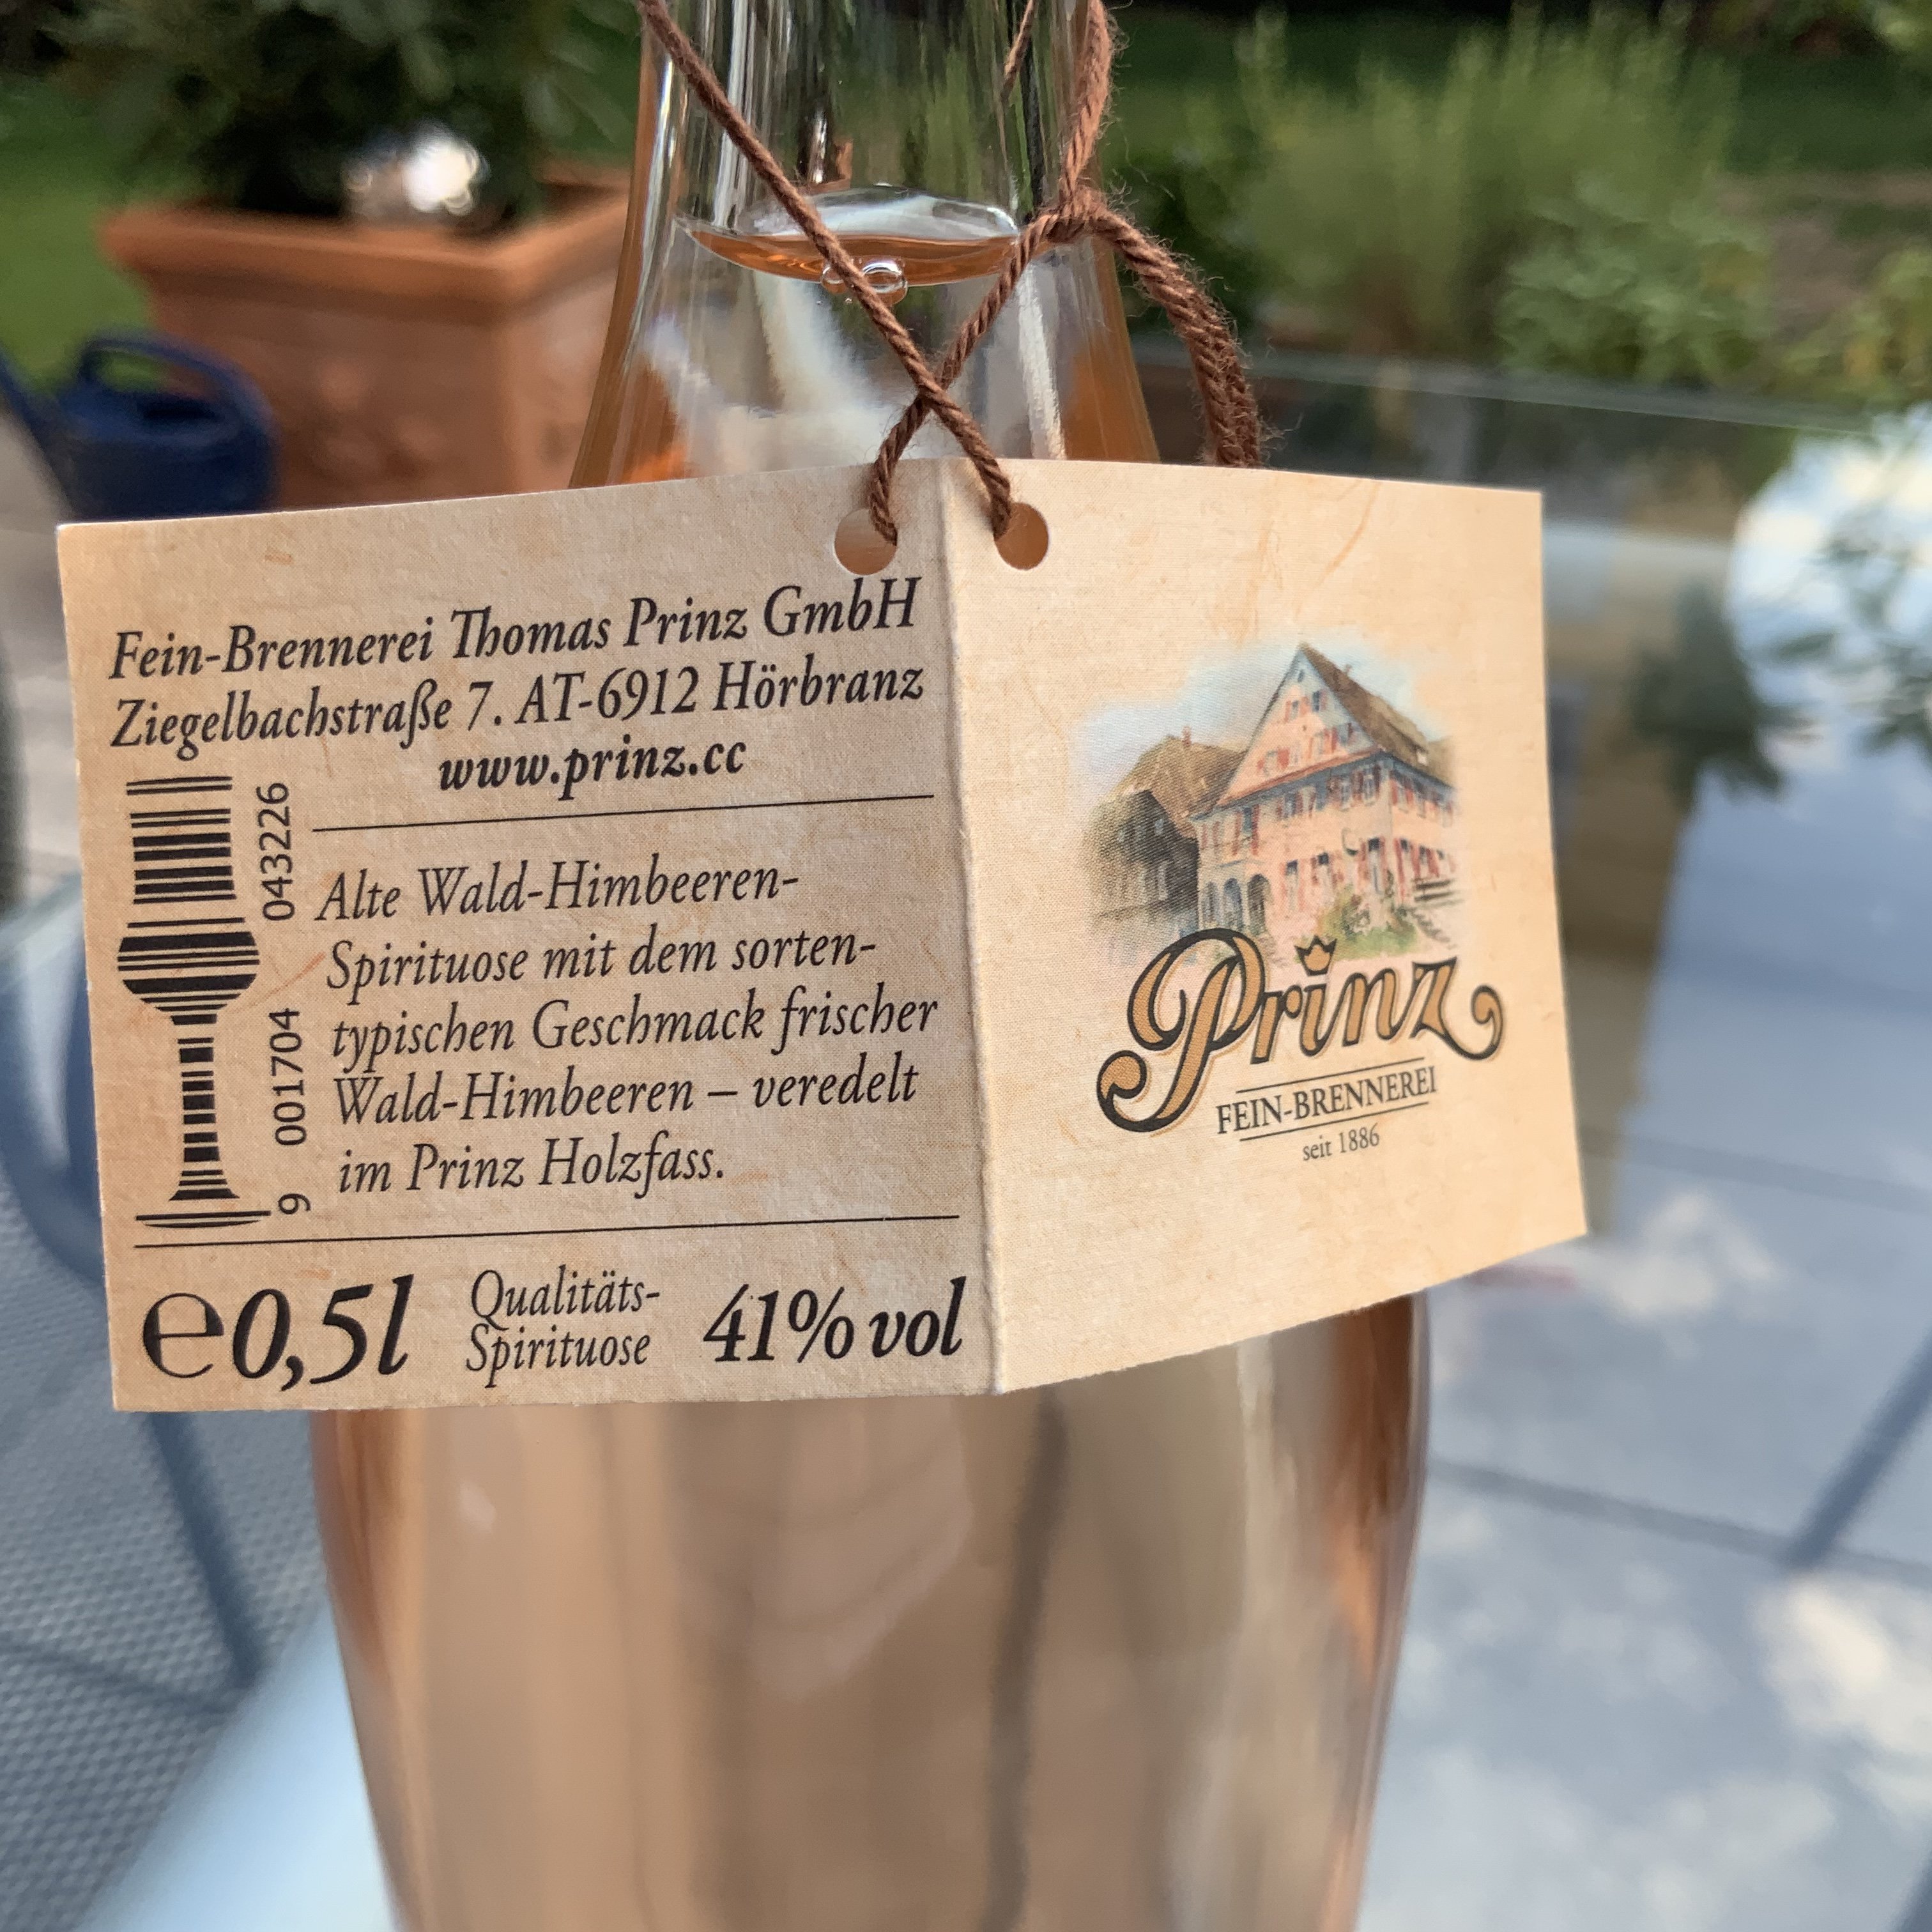 Fein-Brennerei Thomas Prinz GmbH
Ziegelbachstraße 7. AT-6912 Hörbranz
www.prinz.cc
9 001704 043226
Alte Wald-Himbeeren-
Spirituose mit dem sorten-
typischen Geschmack frischer
Wald-Himbeeren – veredelt
im Prinz Holzfass.
℮0,5l
Qualitäts-
Spirituose
41% vol
Prinz
FEIN-BRENNEREI
seit 1886